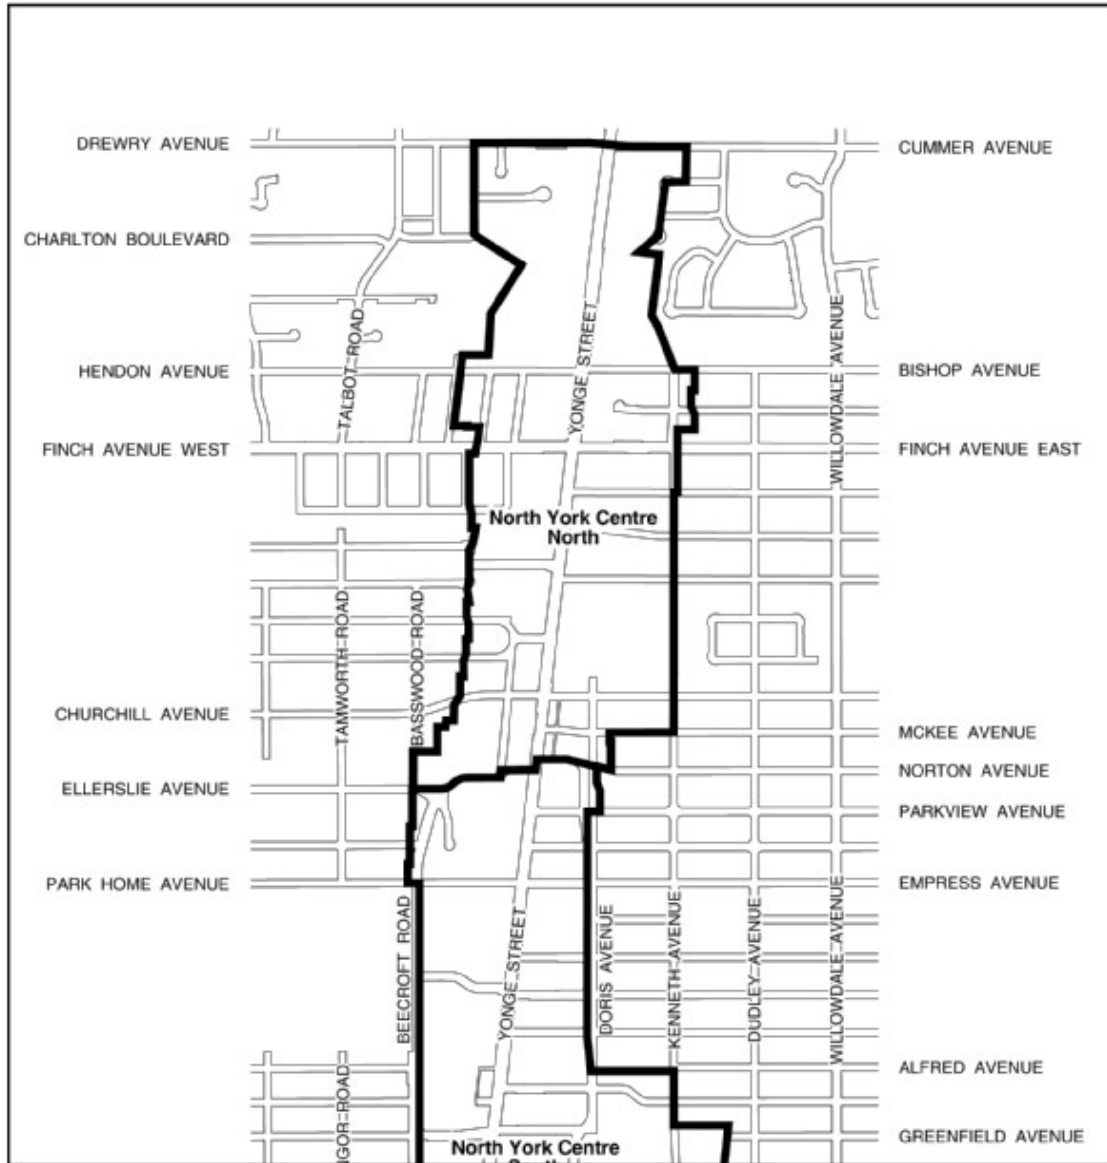 DREWRY AVENUE
CUMMER AVENUE
CHARLTON BOULEVARD
TALBOT ROAD
YONGE STREET
WILLOWDALE AVENUE
HENDON AVENUE
BISHOP AVENUE
FINCH AVENUE WEST
FINCH AVENUE EAST
North York Centre
North
TAMWORTH ROAD
BASSWOOD ROAD
CHURCHILL AVENUE
MCKEE AVENUE
NORTON AVENUE
ELLERSLIE AVENUE
PARKVIEW AVENUE
PARK HOME AVENUE
EMPRESS AVENUE
BEECROFT ROAD
YONGE STREET
DORIS AVENUE
KENNETH AVENUE
DUDLEY AVENUE
WILLOWDALE AVENUE
ALFRED AVENUE
GREENFIELD AVENUE
NGOR ROAD
North York Centre